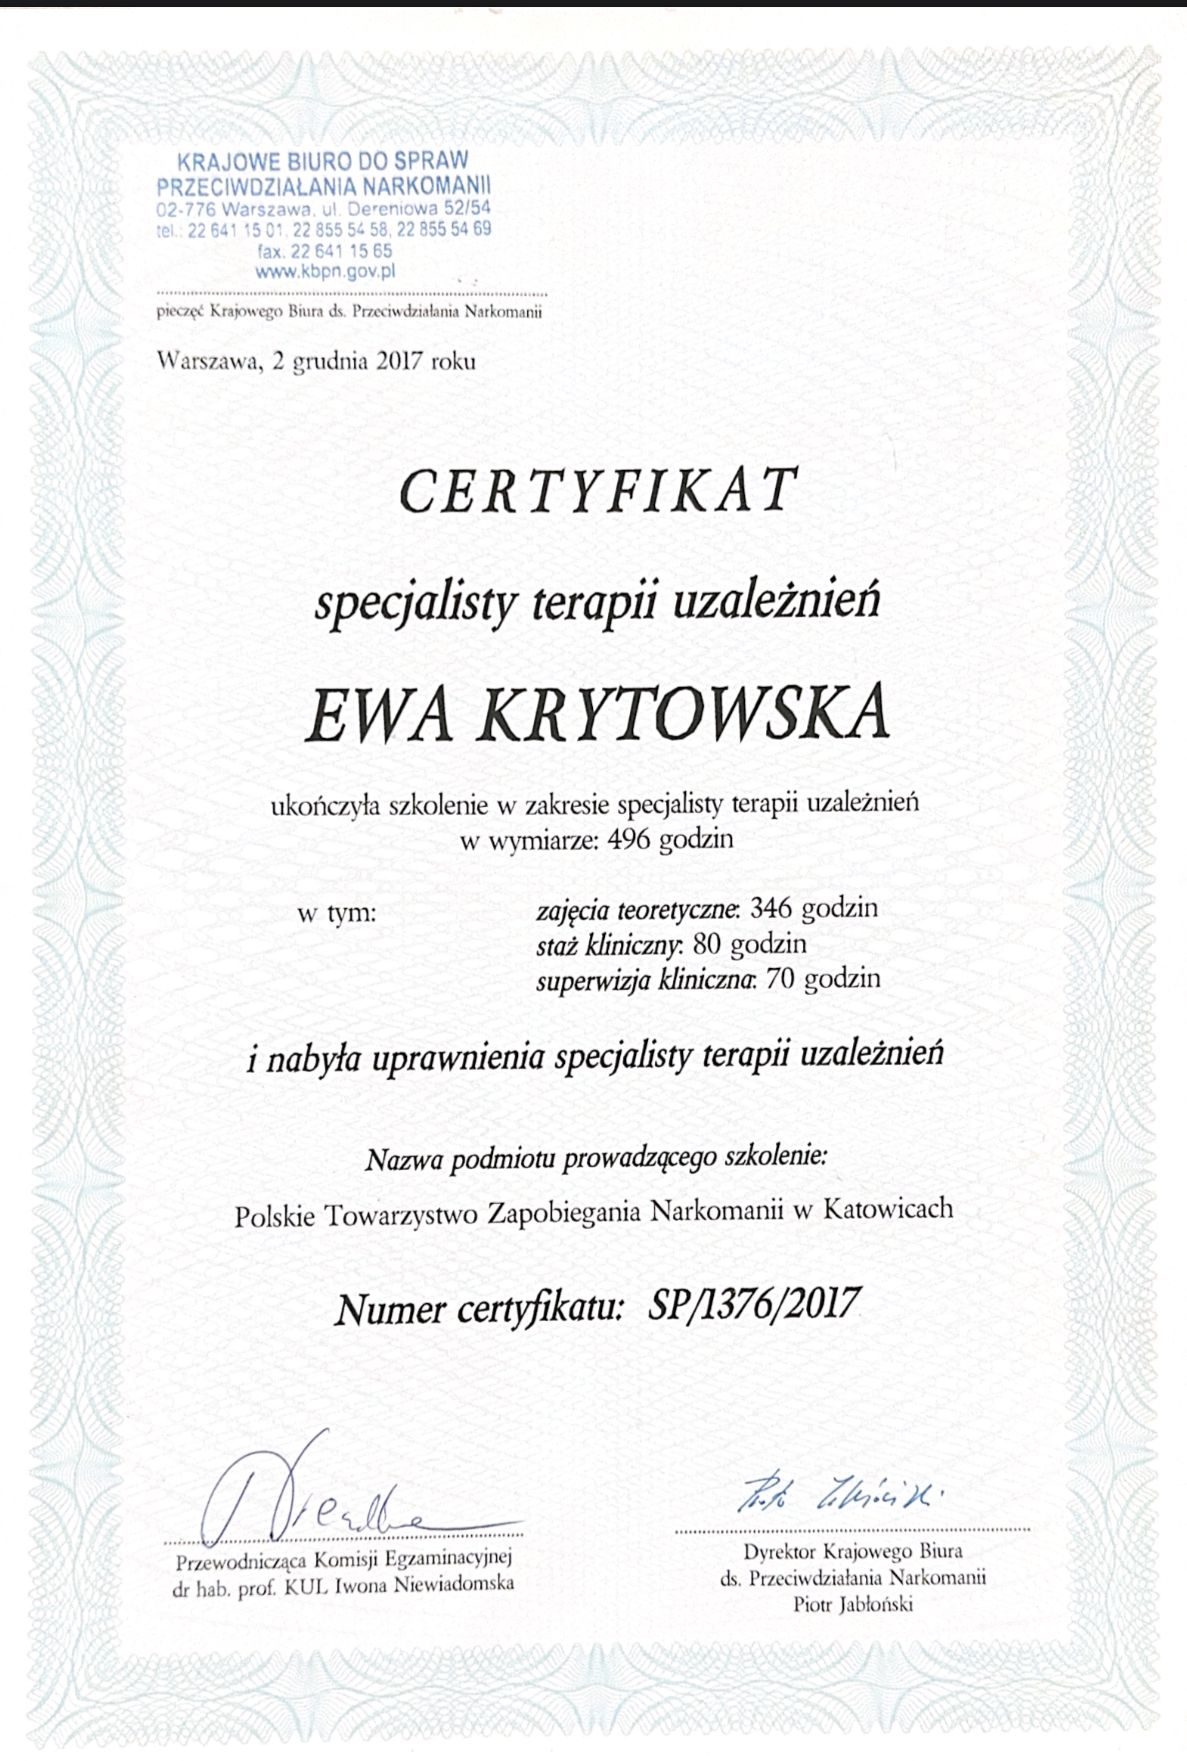 KRAJOWE BIURO DO SPRAW
PRZECIWDZIAŁANIA NARKOMANII
02-776 Warszawa, ul. Dereniowa 52/54
tel.: 22 641 15 01, 22 855 54 58, 22 855 54 69
fax. 22 641 15 65
www.kbpn.gov.pl
pieczęć Krajowego Biura ds. Przeciwdziałania Narkomanii
Warszawa, 2 grudnia 2017 roku
CERTYFIKAT
specjalisty terapii uzależnień
EWA KRYTOWSKA
ukończyła szkolenie w zakresie specjalisty terapii uzależnień
w wymiarze: 496 godzin
w tym: zajęcia teoretyczne: 346 godzin
staż kliniczny: 80 godzin
superwizja kliniczna: 70 godzin
i nabyła uprawnienia specjalisty terapii uzależnień
Nazwa podmiotu prowadzącego szkolenie:
Polskie Towarzystwo Zapobiegania Narkomanii w Katowicach
Numer certyfikatu: SP/1376/2017
Przewodnicząca Komisji Egzaminacyjnej
dr hab. prof. KUL Iwona Niewiadomska
Dyrektor Krajowego Biura
ds. Przeciwdziałania Narkomanii
Piotr Jabłoński